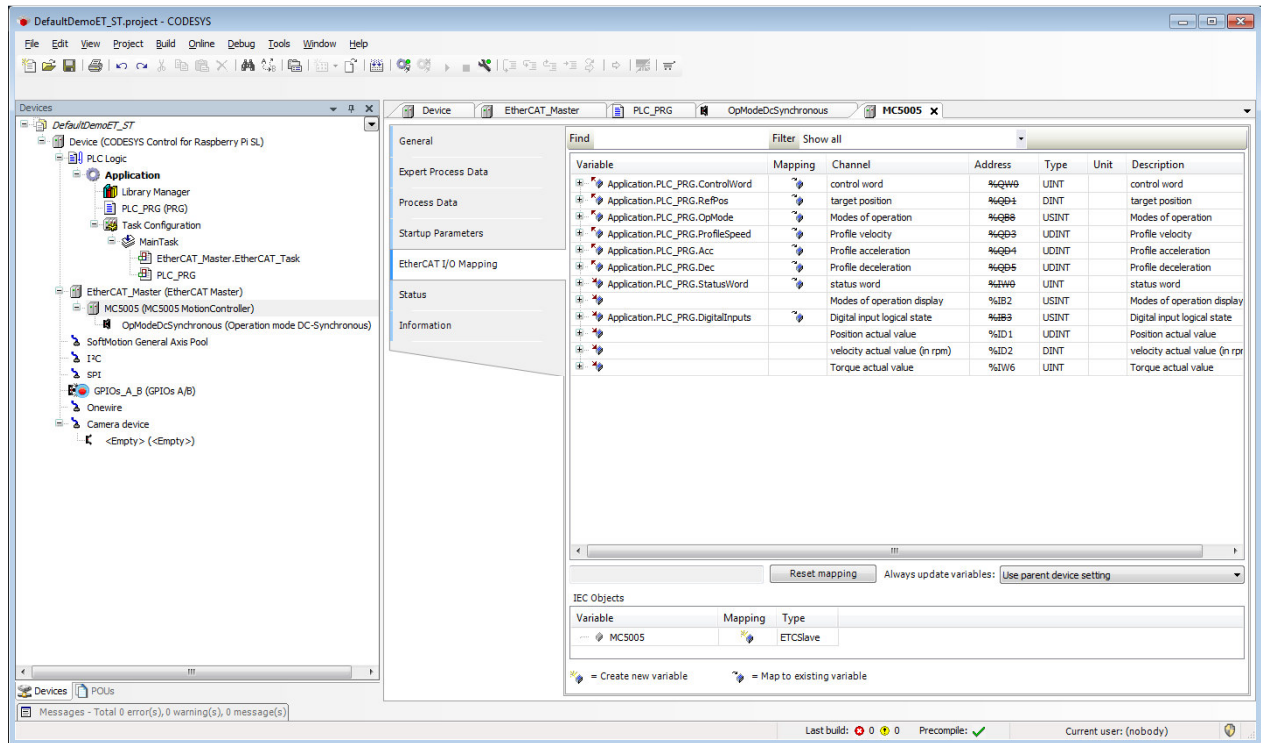 DefaultDemoET_ST.project - CODESYS
File Edit View Project Build Online Debug Tools Window Help
Devices
DefaultDemoET_ST
Device (CODESYS Control for Raspberry Pi SL)
PLC Logic
Application
Library Manager
PLC_PRG (PRG)
Task Configuration
MainTask
EtherCAT_Master.EtherCAT_Task
PLC_PRG
EtherCAT_Master (EtherCAT Master)
MC5005 (MC5005 MotionController)
OpModeDcSynchronous (Operation mode DC-Synchronous)
SoftMotion General Axis Pool
I²C
SPI
GPIOs_A_B (GPIOs A/B)
Onewire
Camera device
<Empty> (<Empty>)
Devices POUs
Device EtherCAT_Master PLC_PRG OpModeDcSynchronous MC5005
General
Expert Process Data
Process Data
Startup Parameters
EtherCAT I/O Mapping
Status
Information
Find Filter Show all
Variable Mapping Channel Address Type Unit Description
Application.PLC_PRG.ControlWord control word %QW0 UINT control word
Application.PLC_PRG.RefPos target position %QD1 DINT target position
Application.PLC_PRG.OpMode Modes of operation %QB8 USINT Modes of operation
Application.PLC_PRG.ProfileSpeed Profile velocity %QD3 UDINT Profile velocity
Application.PLC_PRG.Acc Profile acceleration %QD4 UDINT Profile acceleration
Application.PLC_PRG.Dec Profile deceleration %QD5 UDINT Profile deceleration
Application.PLC_PRG.StatusWord status word %IW0 UINT status word
Modes of operation display %IB2 USINT Modes of operation display
Application.PLC_PRG.DigitalInputs Digital input logical state %IB3 USINT Digital input logical state
Position actual value %ID1 UDINT Position actual value
velocity actual value (in rpm) %ID2 DINT velocity actual value (in rpr
Torque actual value %IW6 UINT Torque actual value
Reset mapping Always update variables: Use parent device setting
IEC Objects
Variable Mapping Type
MC5005 ETCSlave
= Create new variable = Map to existing variable
Messages - Total 0 error(s), 0 warning(s), 0 message(s)
Last build: 0 0 Precompile: Current user: (nobody)